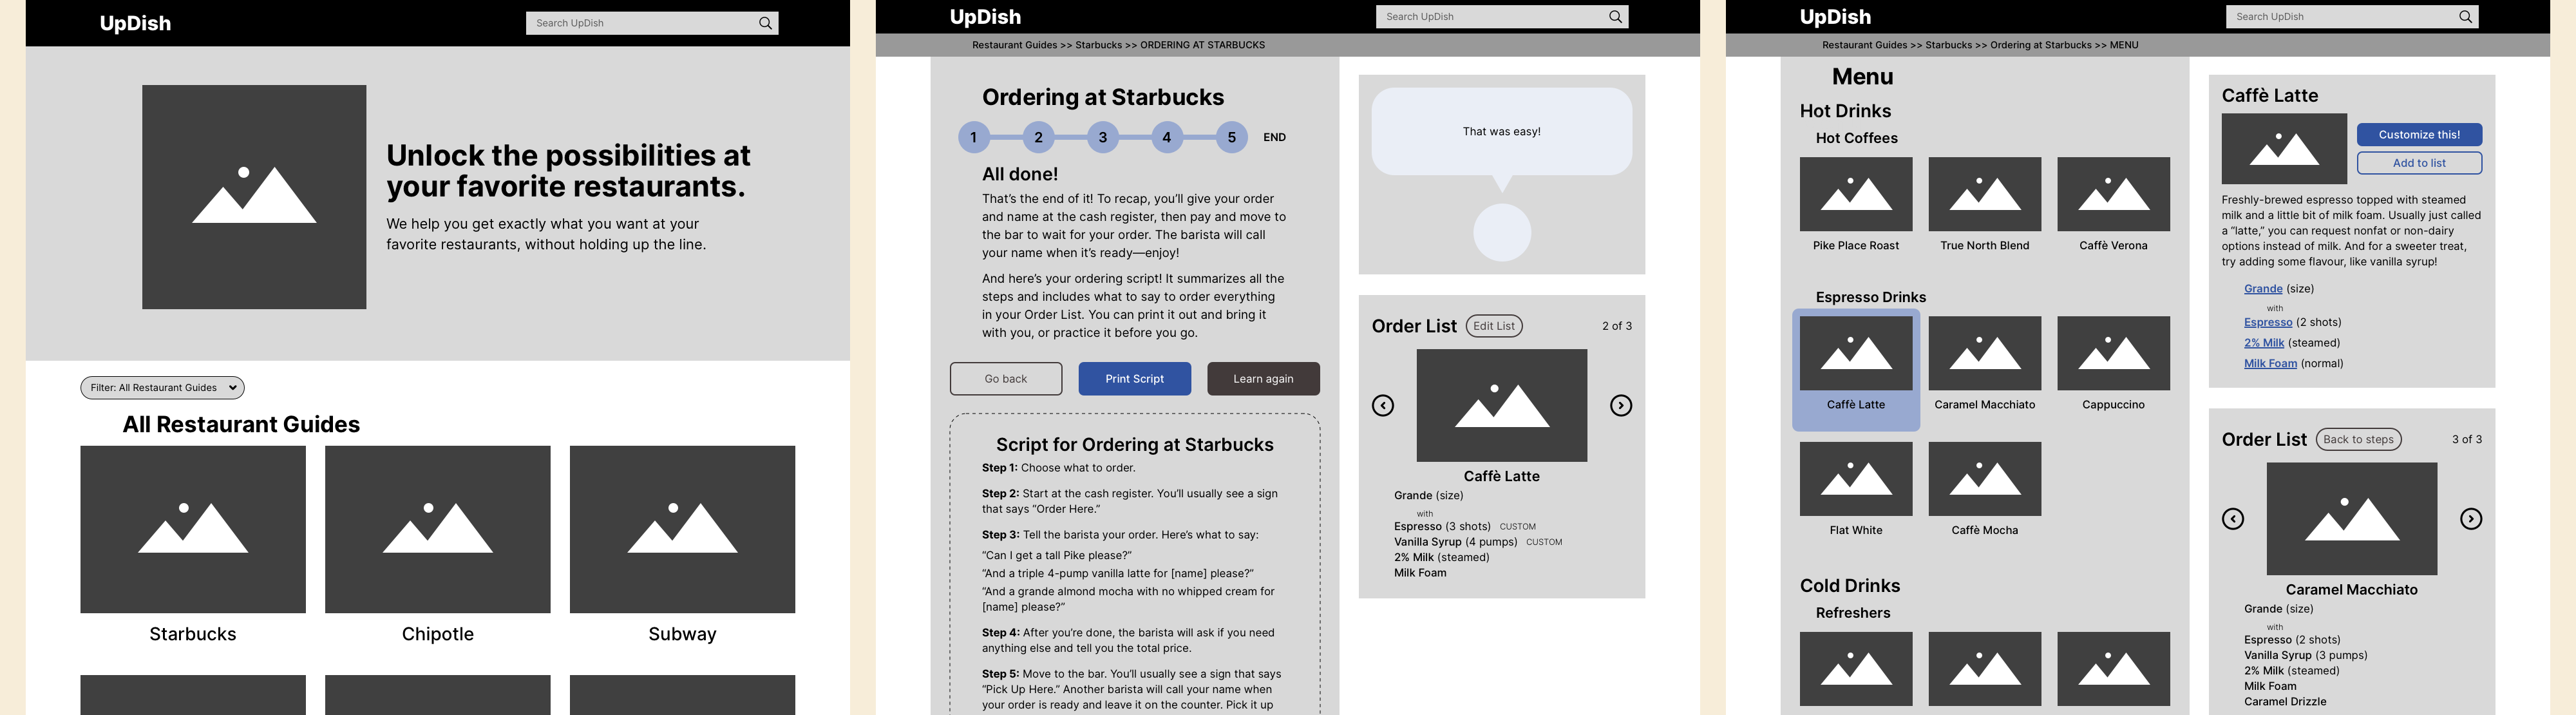 UpDish
Search UpDish
Unlock the possibilities at
your favorite restaurants.
We help you get exactly what you want at your
favorite restaurants, without holding up the line.
Filter: All Restaurant Guides
All Restaurant Guides
Starbucks
Chipotle
Subway
UpDish
Search UpDish
Restaurant Guides >> Starbucks >> ORDERING AT STARBUCKS
Ordering at Starbucks
1 2 3 4 5 END
All done!
That’s the end of it! To recap, you’ll give your order
and name at the cash register, then pay and move to
the bar to wait for your order. The barista will call
your name when it’s ready—enjoy!
And here’s your ordering script! It summarizes all the
steps and includes what to say to order everything
in your Order List. You can print it out and bring it
with you, or practice it before you go.
Go back
Print Script
Learn again
Script for Ordering at Starbucks
Step 1: Choose what to order.
Step 2: Start at the cash register. You’ll usually see a sign
that says “Order Here.”
Step 3: Tell the barista your order. Here’s what to say:
“Can I get a tall Pike please?”
“And a triple 4-pump vanilla latte for [name] please?”
“And a grande almond mocha with no whipped cream for
[name] please?”
Step 4: After you’re done, the barista will ask if you need
anything else and tell you the total price.
Step 5: Move to the bar. You’ll usually see a sign that says
“Pick Up Here.” Another barista will call your name when
your order is ready and leave it on the counter. Pick it up
That was easy!
Order List
Edit List
2 of 3
Caffè Latte
Grande (size)
with
Espresso (3 shots) CUSTOM
Vanilla Syrup (4 pumps) CUSTOM
2% Milk (steamed)
Milk Foam
UpDish
Search UpDish
Restaurant Guides >> Starbucks >> Ordering at Starbucks >> MENU
Menu
Hot Drinks
Hot Coffees
Pike Place Roast
True North Blend
Caffè Verona
Espresso Drinks
Caffè Latte
Caramel Macchiato
Cappuccino
Flat White
Caffè Mocha
Cold Drinks
Refreshers
Caffè Latte
Customize this!
Add to list
Freshly-brewed espresso topped with steamed
milk and a little bit of milk foam. Usually just called
a “latte,” you can request nonfat or non-dairy
options instead of milk. And for a sweeter treat,
try adding some flavour, like vanilla syrup!
Grande (size)
with
Espresso (2 shots)
2% Milk (steamed)
Milk Foam (normal)
Order List
Back to steps
3 of 3
Caramel Macchiato
Grande (size)
with
Espresso (2 shots)
Vanilla Syrup (3 pumps)
2% Milk (steamed)
Milk Foam
Caramel Drizzle